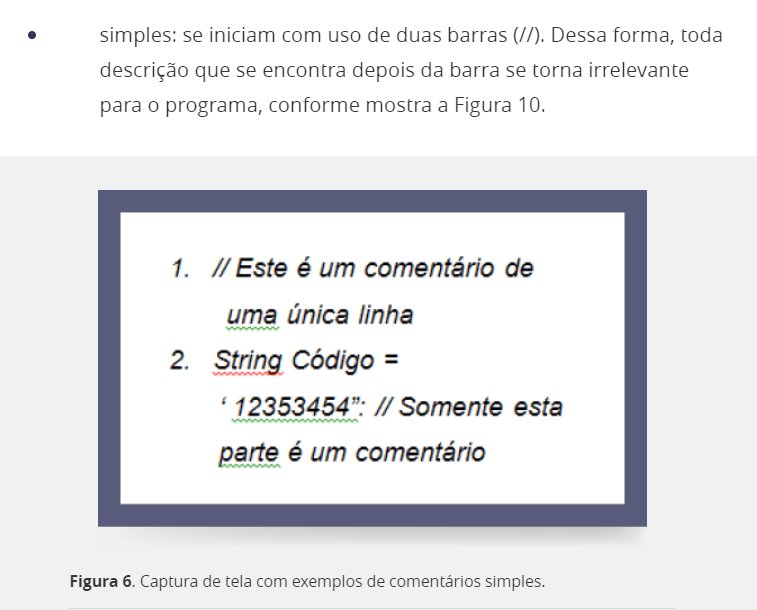 • simples: se iniciam com uso de duas barras (//). Dessa forma, toda
descrição que se encontra depois da barra se torna irrelevante
para o programa, conforme mostra a Figura 10.
1. // Este é um comentário de
uma única linha
2. String Código =
‘ 12353454”: // Somente esta
parte é um comentário
Figura 6. Captura de tela com exemplos de comentários simples.